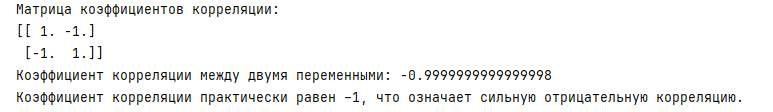 Матрица коэффициентов корреляции:
[[ 1. -1.]
 [-1.  1.]]
Коэффициент корреляции между двумя переменными: -0.9999999999999998
Коэффициент корреляции практически равен -1, что означает сильную отрицательную корреляцию.